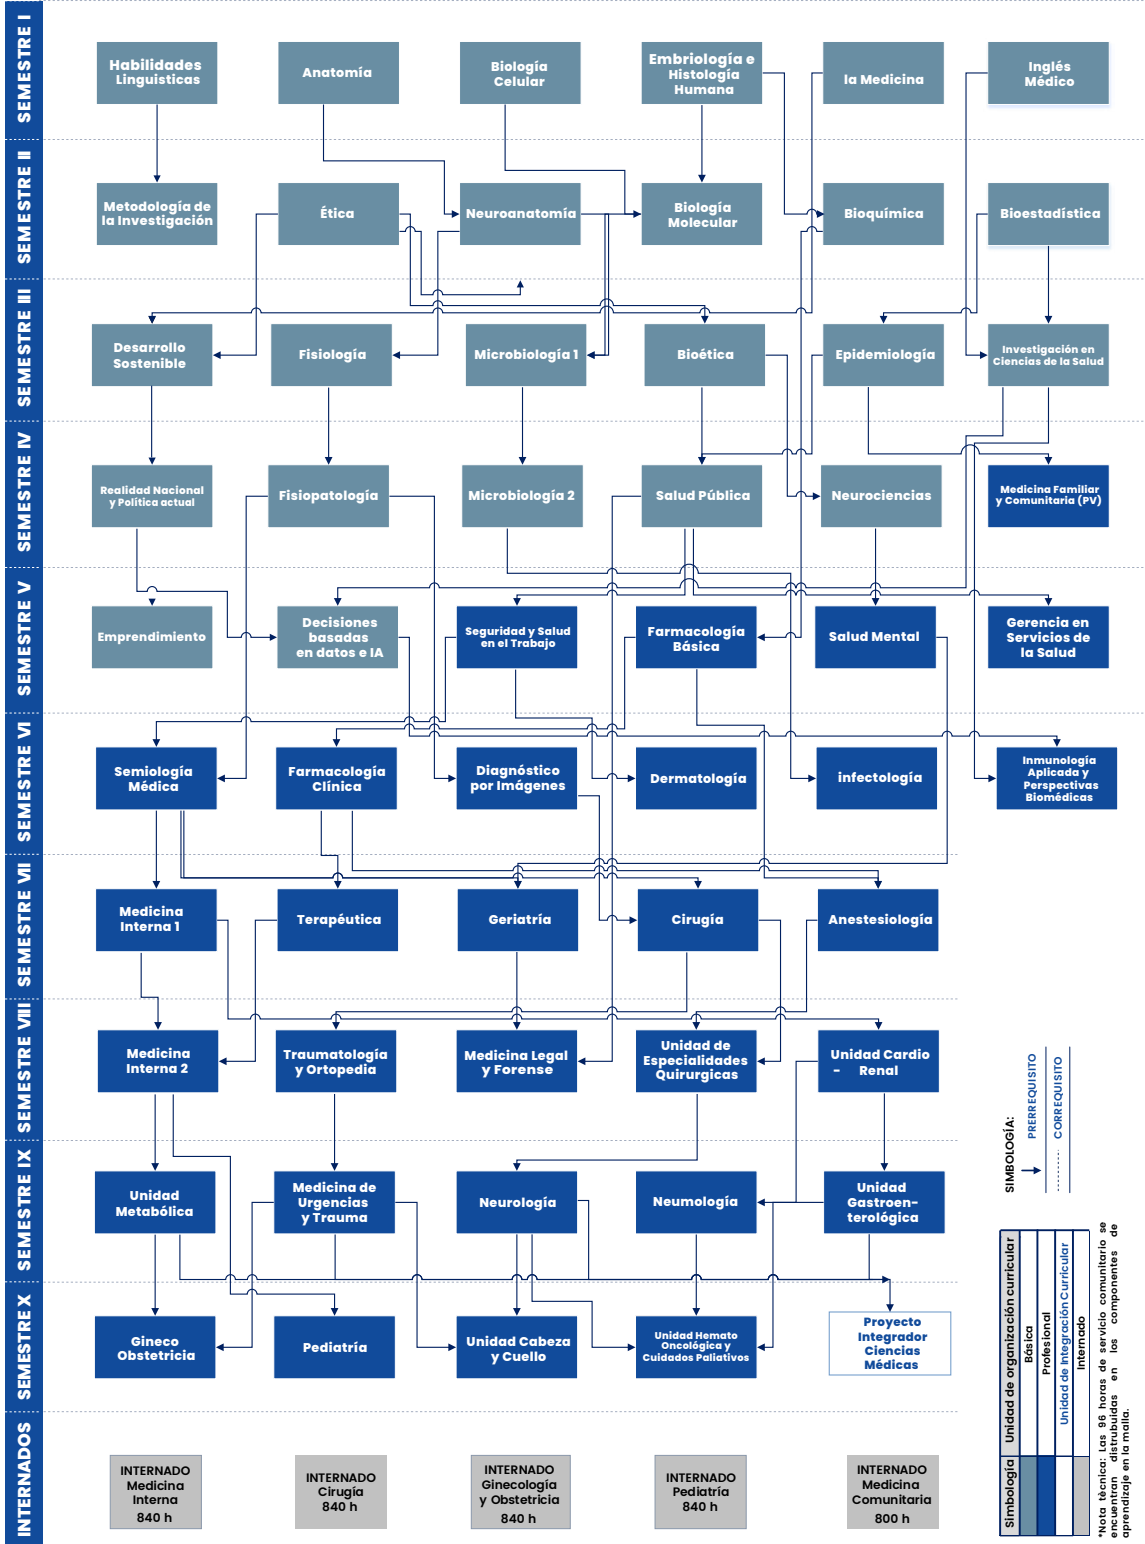 SEMESTRE I
Habilidades
Linguisticas
Anatomía
Biología
Celular
Embriología e
Histología
Humana
la Medicina
Inglés
Médico
SEMESTRE II
Metodología de
la Investigación
Ética
Neuroanatomía
Biología
Molecular
Bioquímica
Bioestadística
SEMESTRE III
Desarrollo
Sostenible
Fisiología
Microbiología 1
Bioética
Epidemiología
Investigación en
Ciencias de la Salud
SEMESTRE IV
Realidad Nacional
y Politica actual
Fisiopatología
Microbiología 2
Salud Pública
Neurociencias
Medicina Familiar
y Comunitaria (PV)
SEMESTRE V
Emprendimiento
Decisiones
basadas
en datos e IA
Seguridad y Salud
en el Trabajo
Farmacología
Básica
Salud Mental
Gerencia en
Servicios de
la Salud
SEMESTRE VI
Semiología
Médica
Farmacología
Clínica
Diagnóstico
por Imágenes
Dermatología
infectología
Inmunología
Aplicada y
Perspectivas
Biomédicas
SEMESTRE VII
Medicina
Interna 1
Terapéutica
Geriatría
Cirugía
Anestesiología
SEMESTRE VIII
Medicina
Interna 2
Traumatología
y Ortopedia
Medicina Legal
y Forense
Unidad de
Especialidades
Quirurgicas
Unidad Cardio
- Renal
SEMESTRE IX
Unidad
Metabólica
Medicina de
Urgencias
y Trauma
Neurología
Neumología
Unidad
Gastroen-
terológica
SEMESTRE X
Gineco
Obstetricia
Pediatría
Unidad Cabeza
y Cuello
Unidad Hemato
Oncológica y
Cuidados Paliativos
Proyecto
Integrador
Ciencias
Médicas
INTERNADOS
INTERNADO
Medicina
Interna
840 h
INTERNADO
Cirugía
840 h
INTERNADO
Ginecología
y Obstetricia
840 h
INTERNADO
Pediatría
840 h
INTERNADO
Medicina
Comunitaria
800 h
SIMBOLOGÍA:
PRERREQUISITO
CORREQUISITO
Simbología
Unidad de organización curricular
Básica
Profesional
Unidad de Integración Curricular
Internado
*Nota técnica: Las 96 horas de servicio comunitario se
encuentran distrubuidas en los componentes de
aprendizaje en la malla.